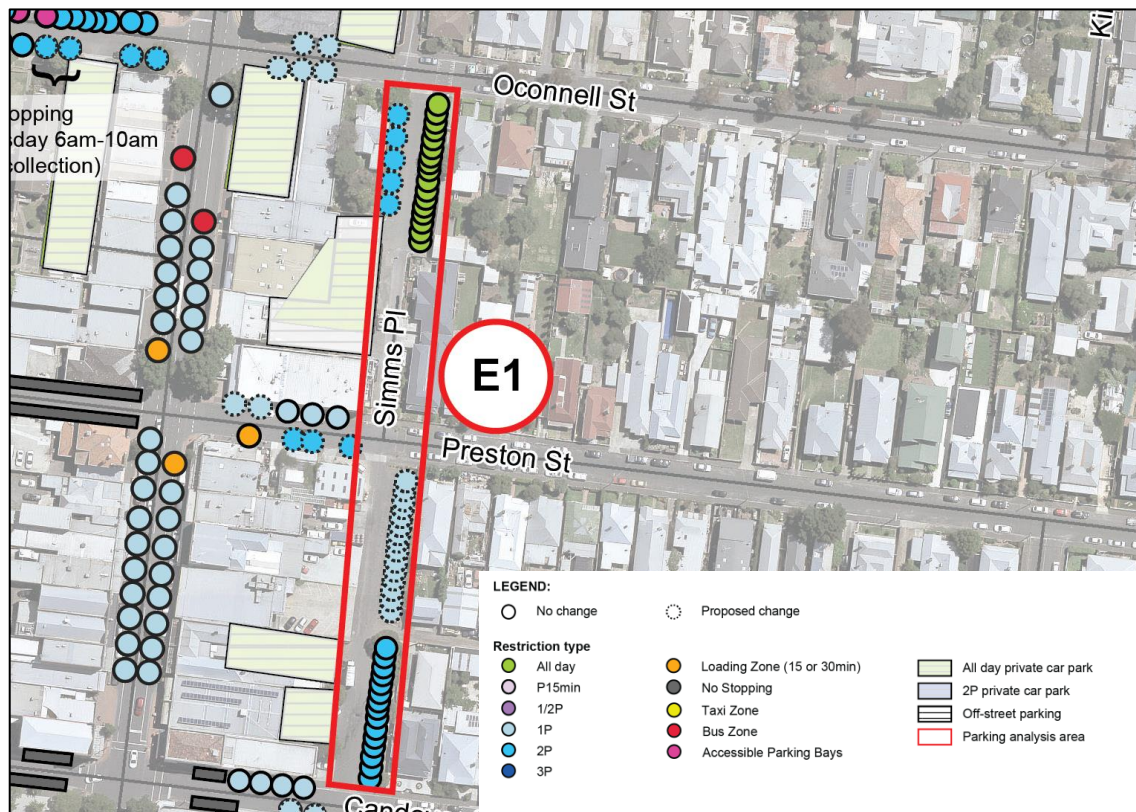 Oconnell St
Ki
opping
sday 6am-10am
collection)
Simms Pl
E1
Preston St
LEGEND:
No change
Proposed change
Restriction type
All day
P15min
1/2P
1P
2P
3P
Loading Zone (15 or 30min)
No Stopping
Taxi Zone
Bus Zone
Accessible Parking Bays
All day private car park
2P private car park
Off-street parking
Parking analysis area